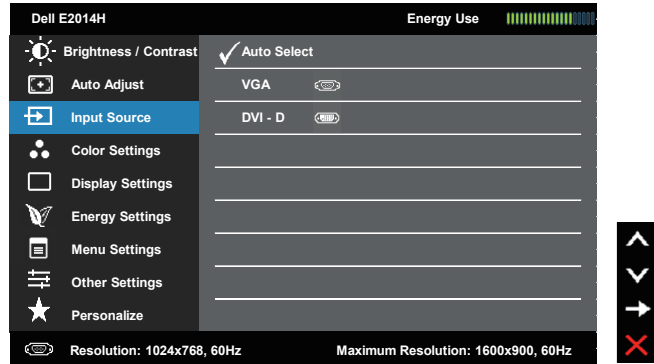 Dell E2014H Energy Use
Brightness / Contrast Auto Select
Auto Adjust VGA
Input Source DVI - D
Color Settings
Display Settings
Energy Settings
Menu Settings
Other Settings
Personalize
Resolution: 1024x768, 60Hz Maximum Resolution: 1600x900, 60Hz